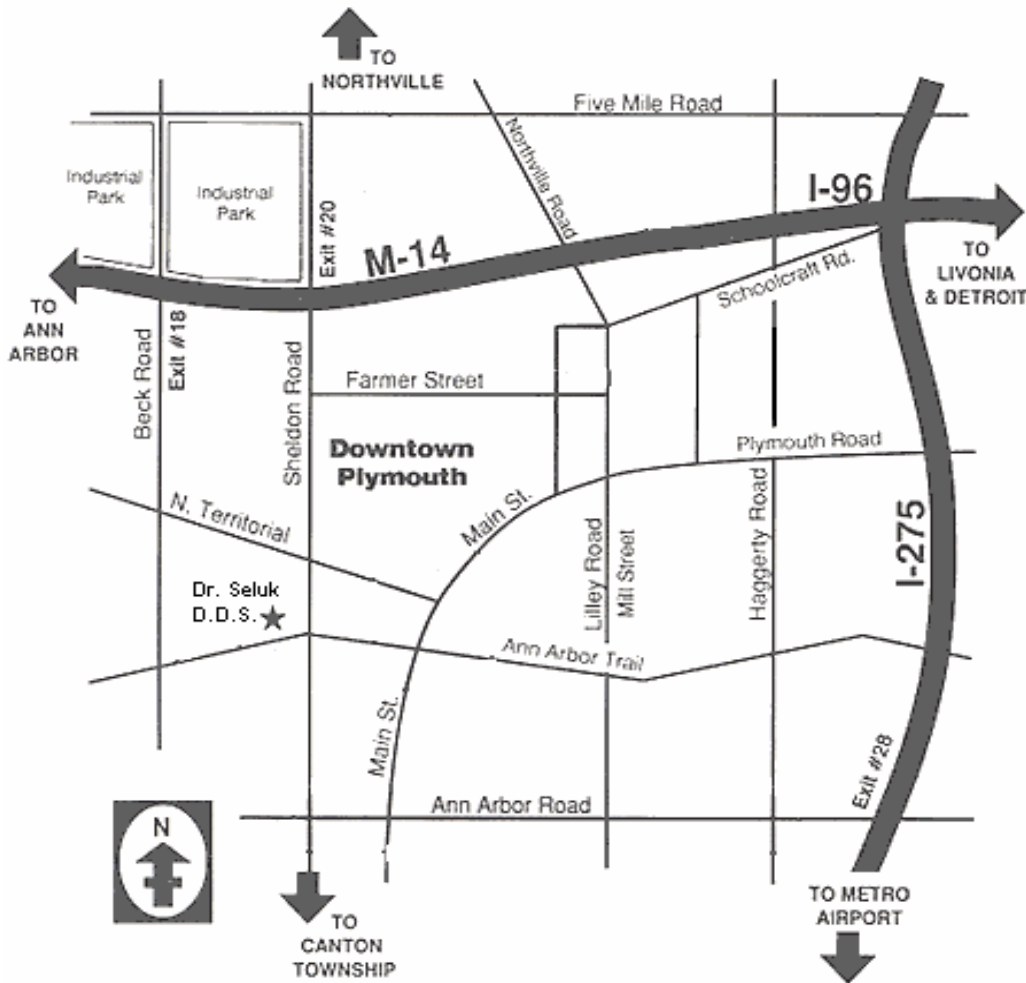 TO
NORTHVILLE
Five Mile Road
Northville Road
I-96
Industrial
Park
Industrial
Park
Exit #20
M-14
Schoolcraft Rd.
TO
LIVONIA
& DETROIT
TO
ANN
ARBOR
Beck Road
Exit #18
Sheldon Road
Farmer Street
Downtown
Plymouth
Plymouth Road
Main St.
N. Territorial
Lilley Road
Mill Street
Haggerty Road
I-275
Dr. Seluk
D.D.S.
Ann Arbor Trail
Main St.
Exit #28
Ann Arbor Road
N
TO METRO
AIRPORT
TO
CANTON
TOWNSHIP